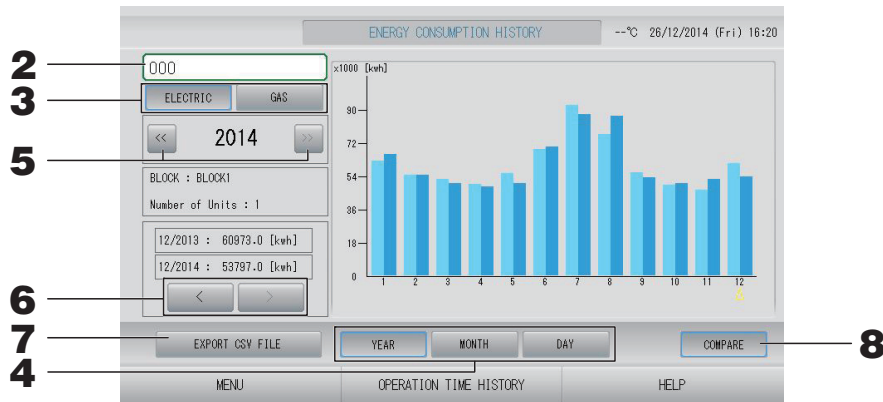 ENERGY CONSUMPTION HISTORY
--℃ 26/12/2014 (Fri) 16:20
2
000
3
ELECTRIC GAS
5
<< 2014 >>
BLOCK : BLOCK1
Number of Units : 1
12/2013 : 60973.0 [kwh]
12/2014 : 53797.0 [kwh]
6
< >
x1000 [kwh]
90
72
54
36
18
0
1 2 3 4 5 6 7 8 9 10 11 12
7
EXPORT CSV FILE
4
YEAR MONTH DAY
COMPARE
8
MENU OPERATION TIME HISTORY HELP